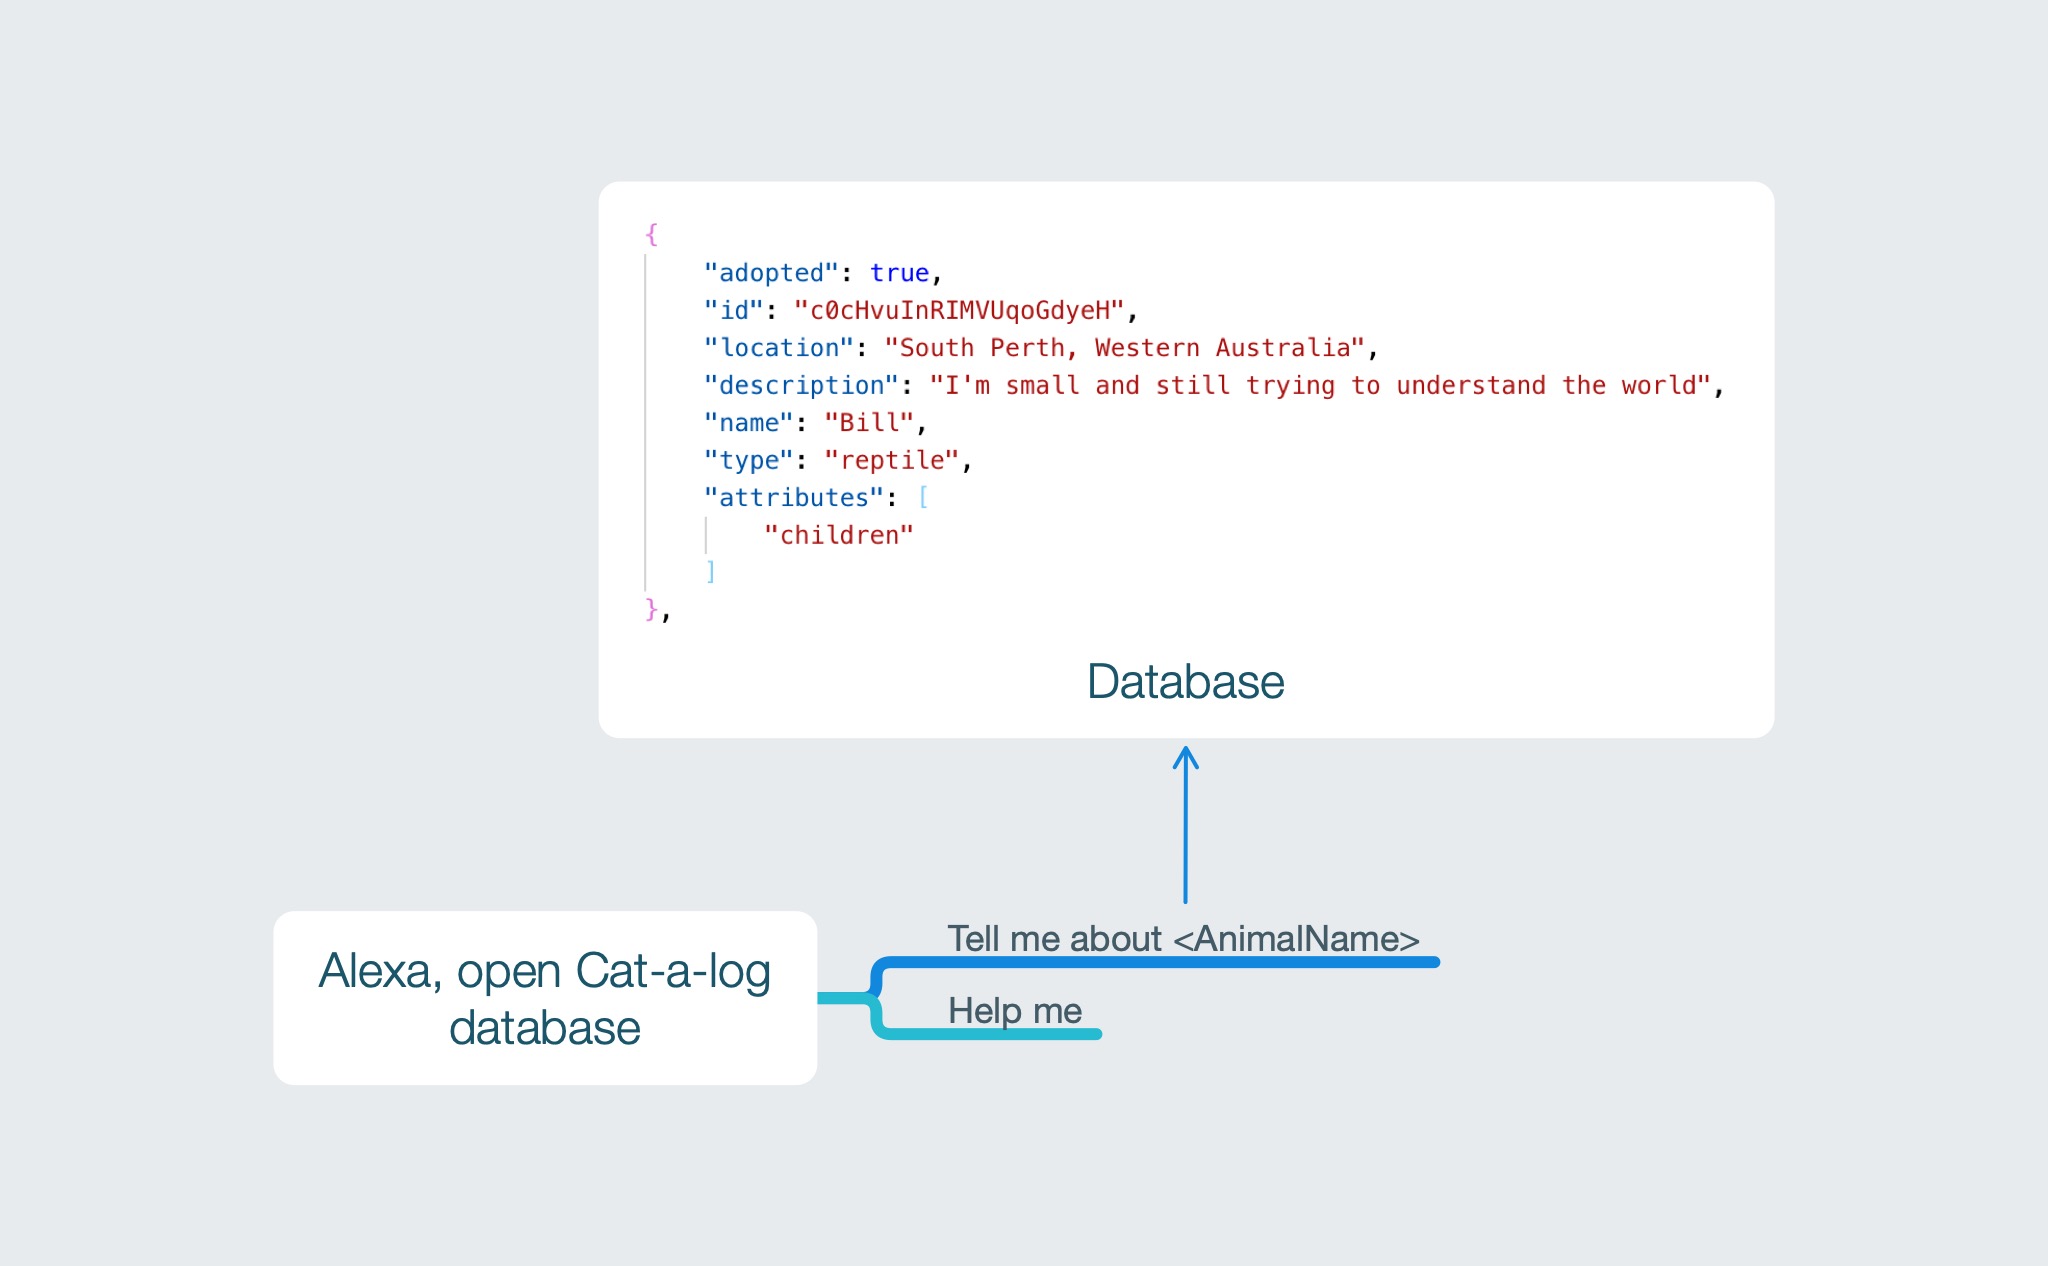 {
"adopted": true,
"id": "c0cHvuInRIMVUqoGdyeH",
"location": "South Perth, Western Australia",
"description": "I'm small and still trying to understand the world",
"name": "Bill",
"type": "reptile",
"attributes": [
"children"
]
},
Database
Tell me about <AnimalName>
Alexa, open Cat-a-log
database
Help me